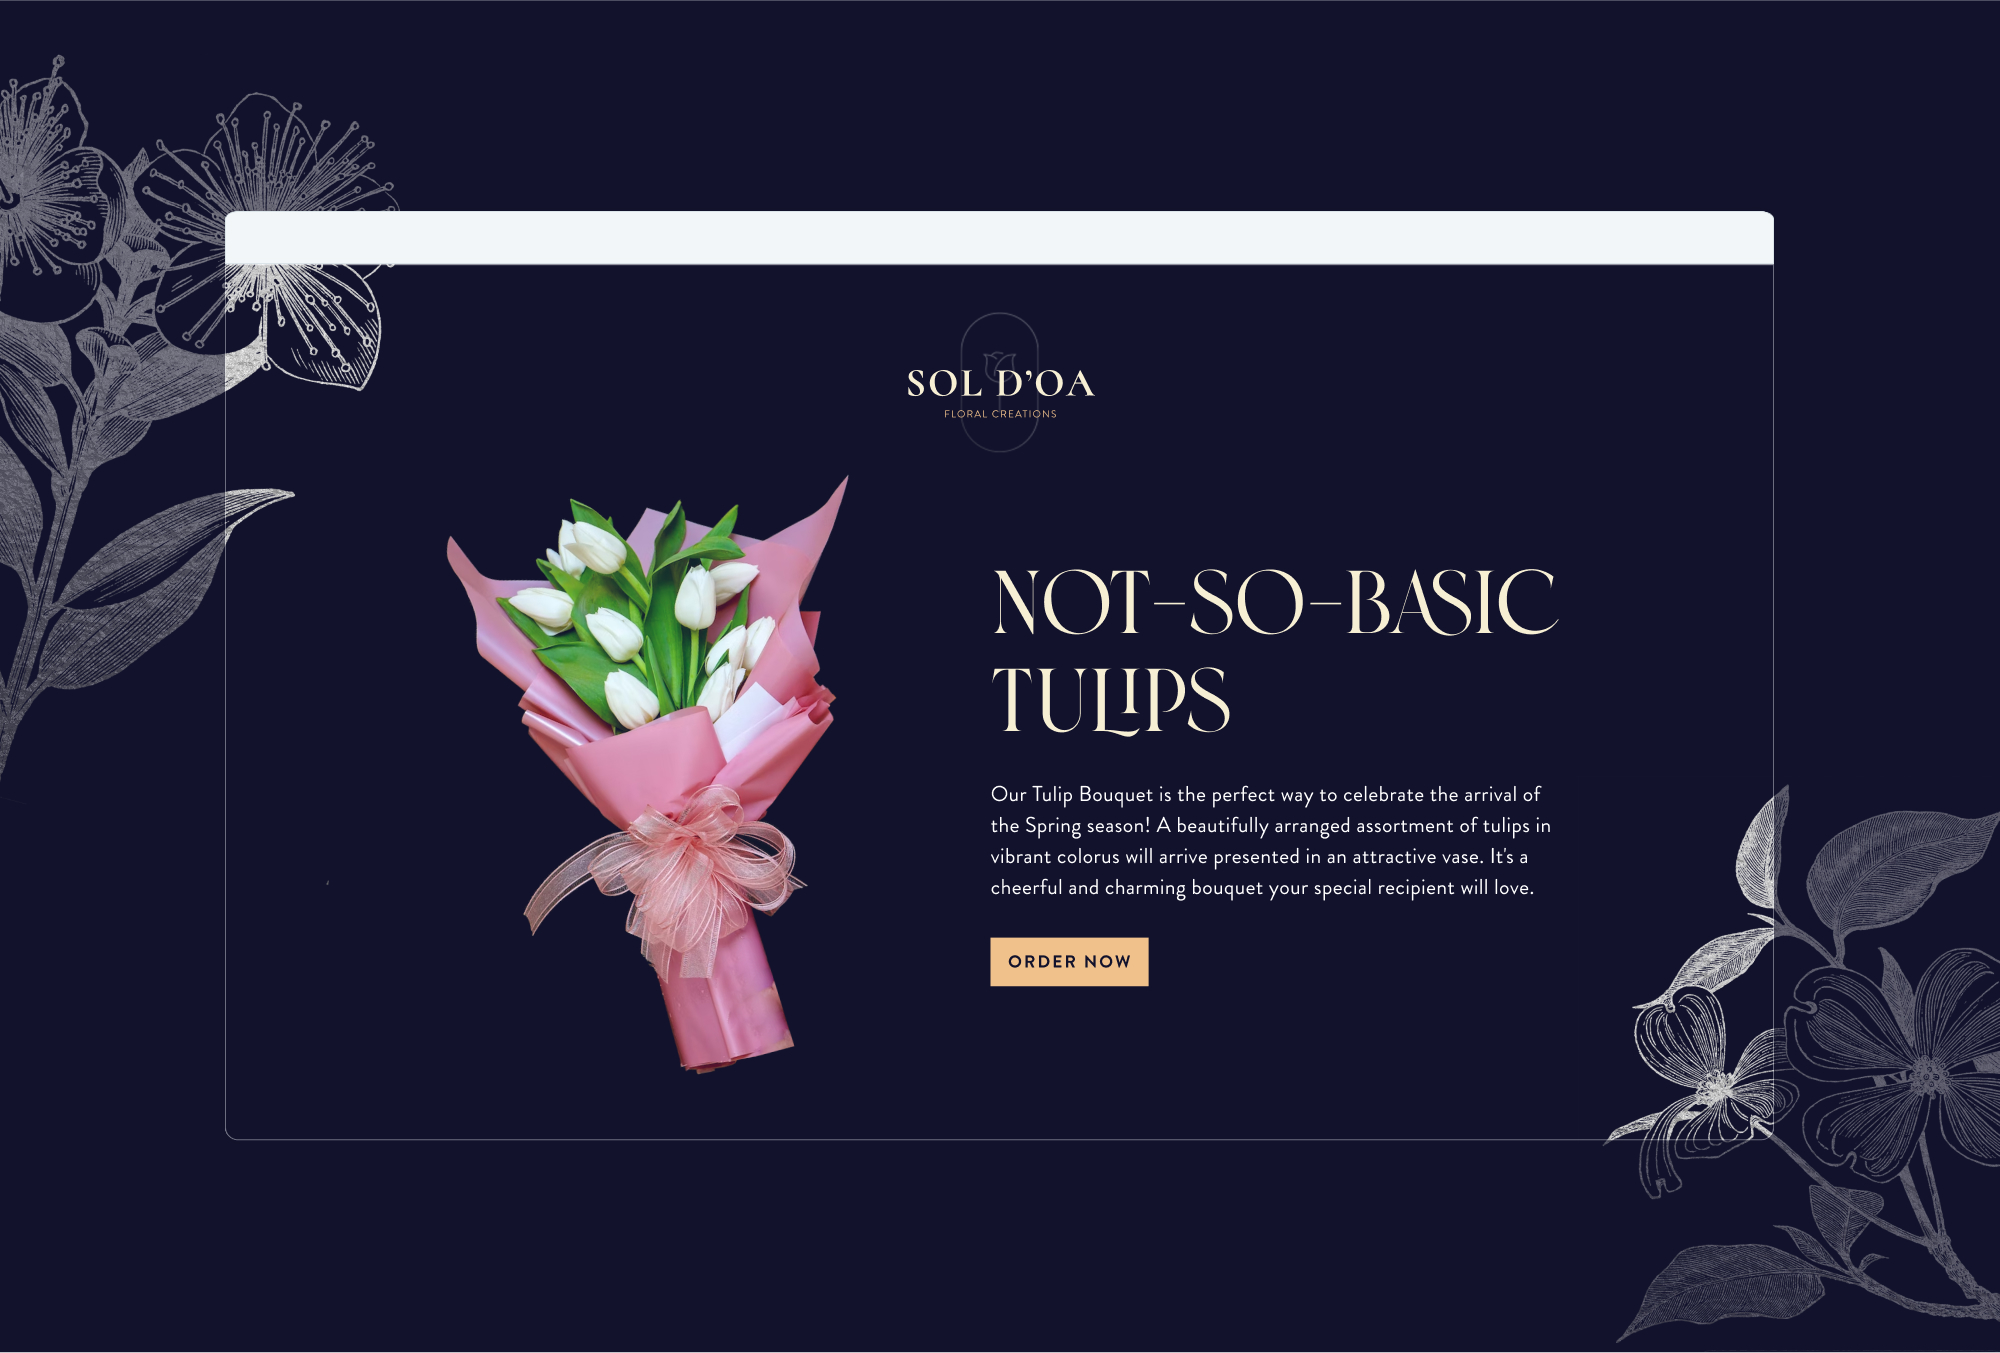 SOL D’OA
FLORAL CREATIONS
NOT-SO-BASIC
TULIPS
Our Tulip Bouquet is the perfect way to celebrate the arrival of
the Spring season! A beautifully arranged assortment of tulips in
vibrant colorus will arrive presented in an attractive vase. It's a
cheerful and charming bouquet your special recipient will love.
ORDER NOW